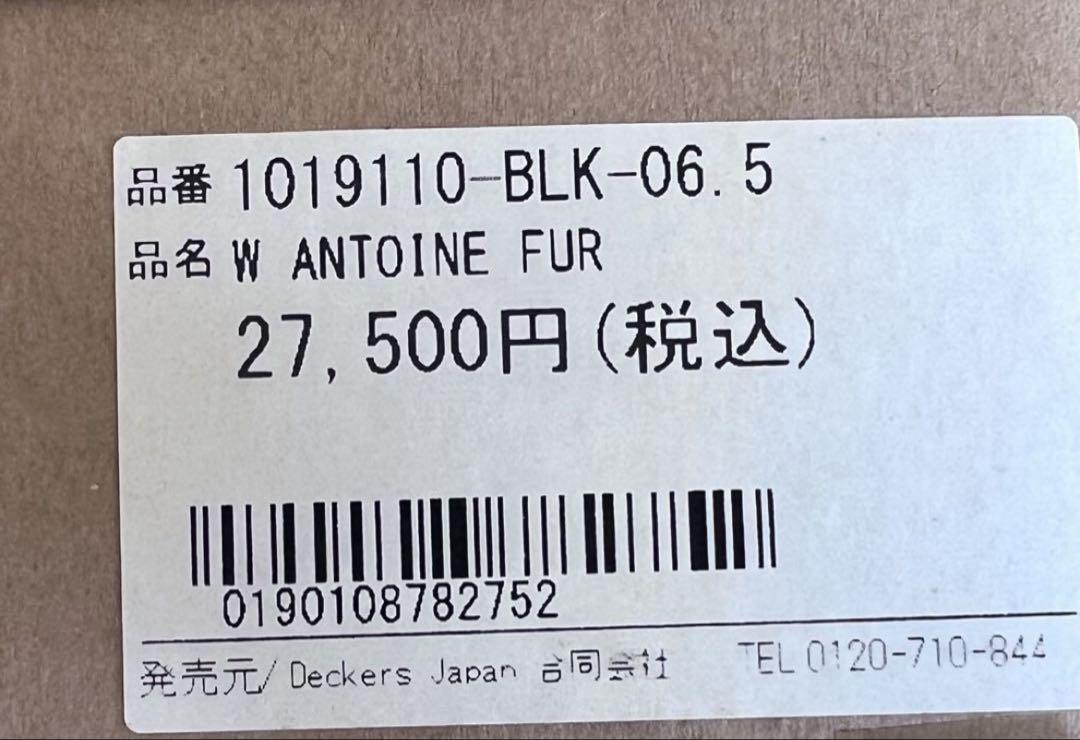 品番 1019110-BLK-06.5
品名 W ANTOINE FUR
27,500円(税込)
0190108782752
発売元/ Deckers Japan 合同会社 TEL 0120-710-844